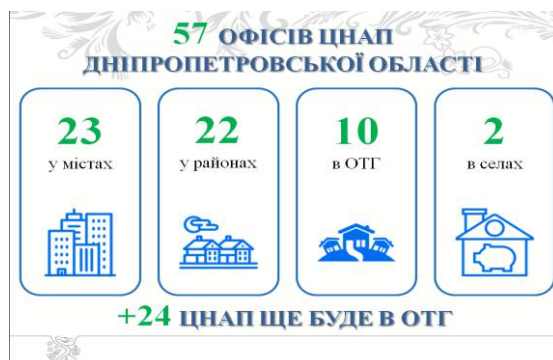 57 ОФІСІВ ЦНАП
ДНІПРОПЕТРОВСЬКОЇ ОБЛАСТІ
23
у містах
22
у районах
10
в ОТГ
2
в селах
+24 ЦНАП ЩЕ БУДЕ В ОТГ